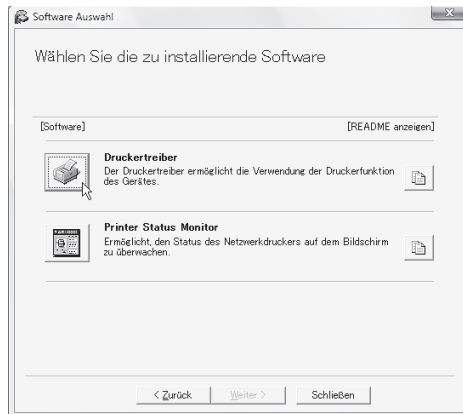 Software Auswahl
Wählen Sie die zu installierende Software
[Software] [README anzeigen]
Druckertreiber
Der Druckertreiber ermöglicht die Verwendung der Druckerfunktion
des Gerätes.
Printer Status Monitor
Ermöglicht, den Status des Netzwerkdruckers auf dem Bildschirm
zu überwachen.
< Zurück Weiter > Schließen